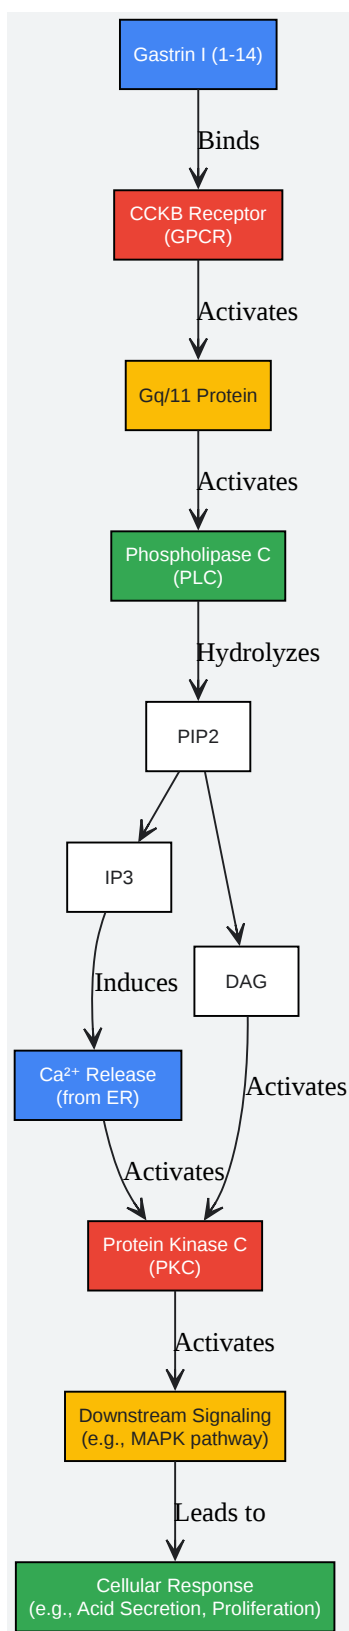 Gastrin I (1-14)
Binds
CCKB Receptor
(GPCR)
Activates
Gq/11 Protein
Activates
Phospholipase C
(PLC)
Hydrolyzes
PIP2
IP3
DAG
Induces
Ca²⁺ Release
(from ER)
Activates
Activates
Protein Kinase C
(PKC)
Activates
Downstream Signaling
(e.g., MAPK pathway)
Leads to
Cellular Response
(e.g., Acid Secretion, Proliferation)